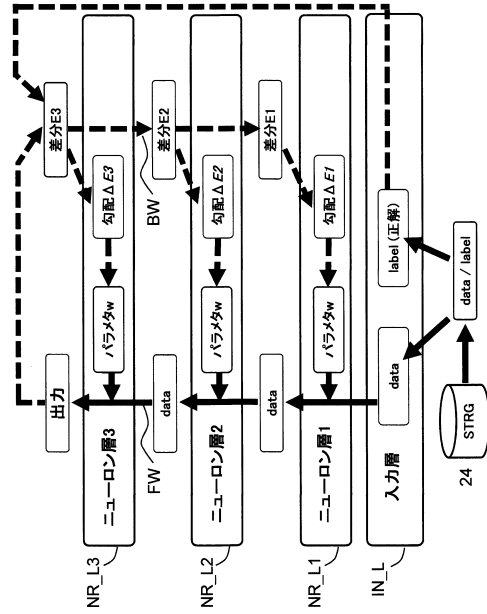 出力
差分E3
NR_L3
ニューロン層3
パラメタw
勾配ΔE3
FW
data
BW
差分E2
NR_L2
ニューロン層2
パラメタw
勾配ΔE2
data
差分E1
NR_L1
ニューロン層1
パラメタw
勾配ΔE1
IN_L
入力層
data
label(正解)
24
STRG
data / label